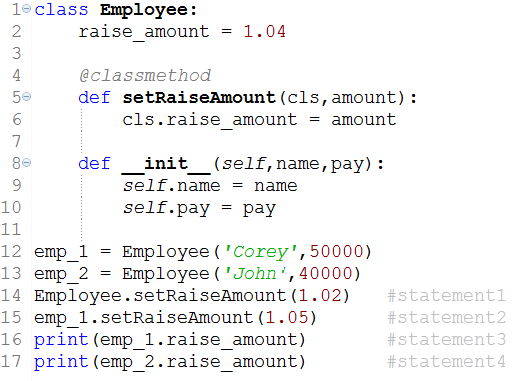 1 class Employee:
2     raise_amount = 1.04
3
4     @classmethod
5     def setRaiseAmount(cls,amount):
6         cls.raise_amount = amount
7
8     def __init__(self,name,pay):
9         self.name = name
10         self.pay = pay
11
12 emp_1 = Employee('Corey',50000)
13 emp_2 = Employee('John',40000)
14 Employee.setRaiseAmount(1.02)   #statement1
15 emp_1.setRaiseAmount(1.05)      #statement2
16 print(emp_1.raise_amount)       #statement3
17 print(emp_2.raise_amount)       #statement4